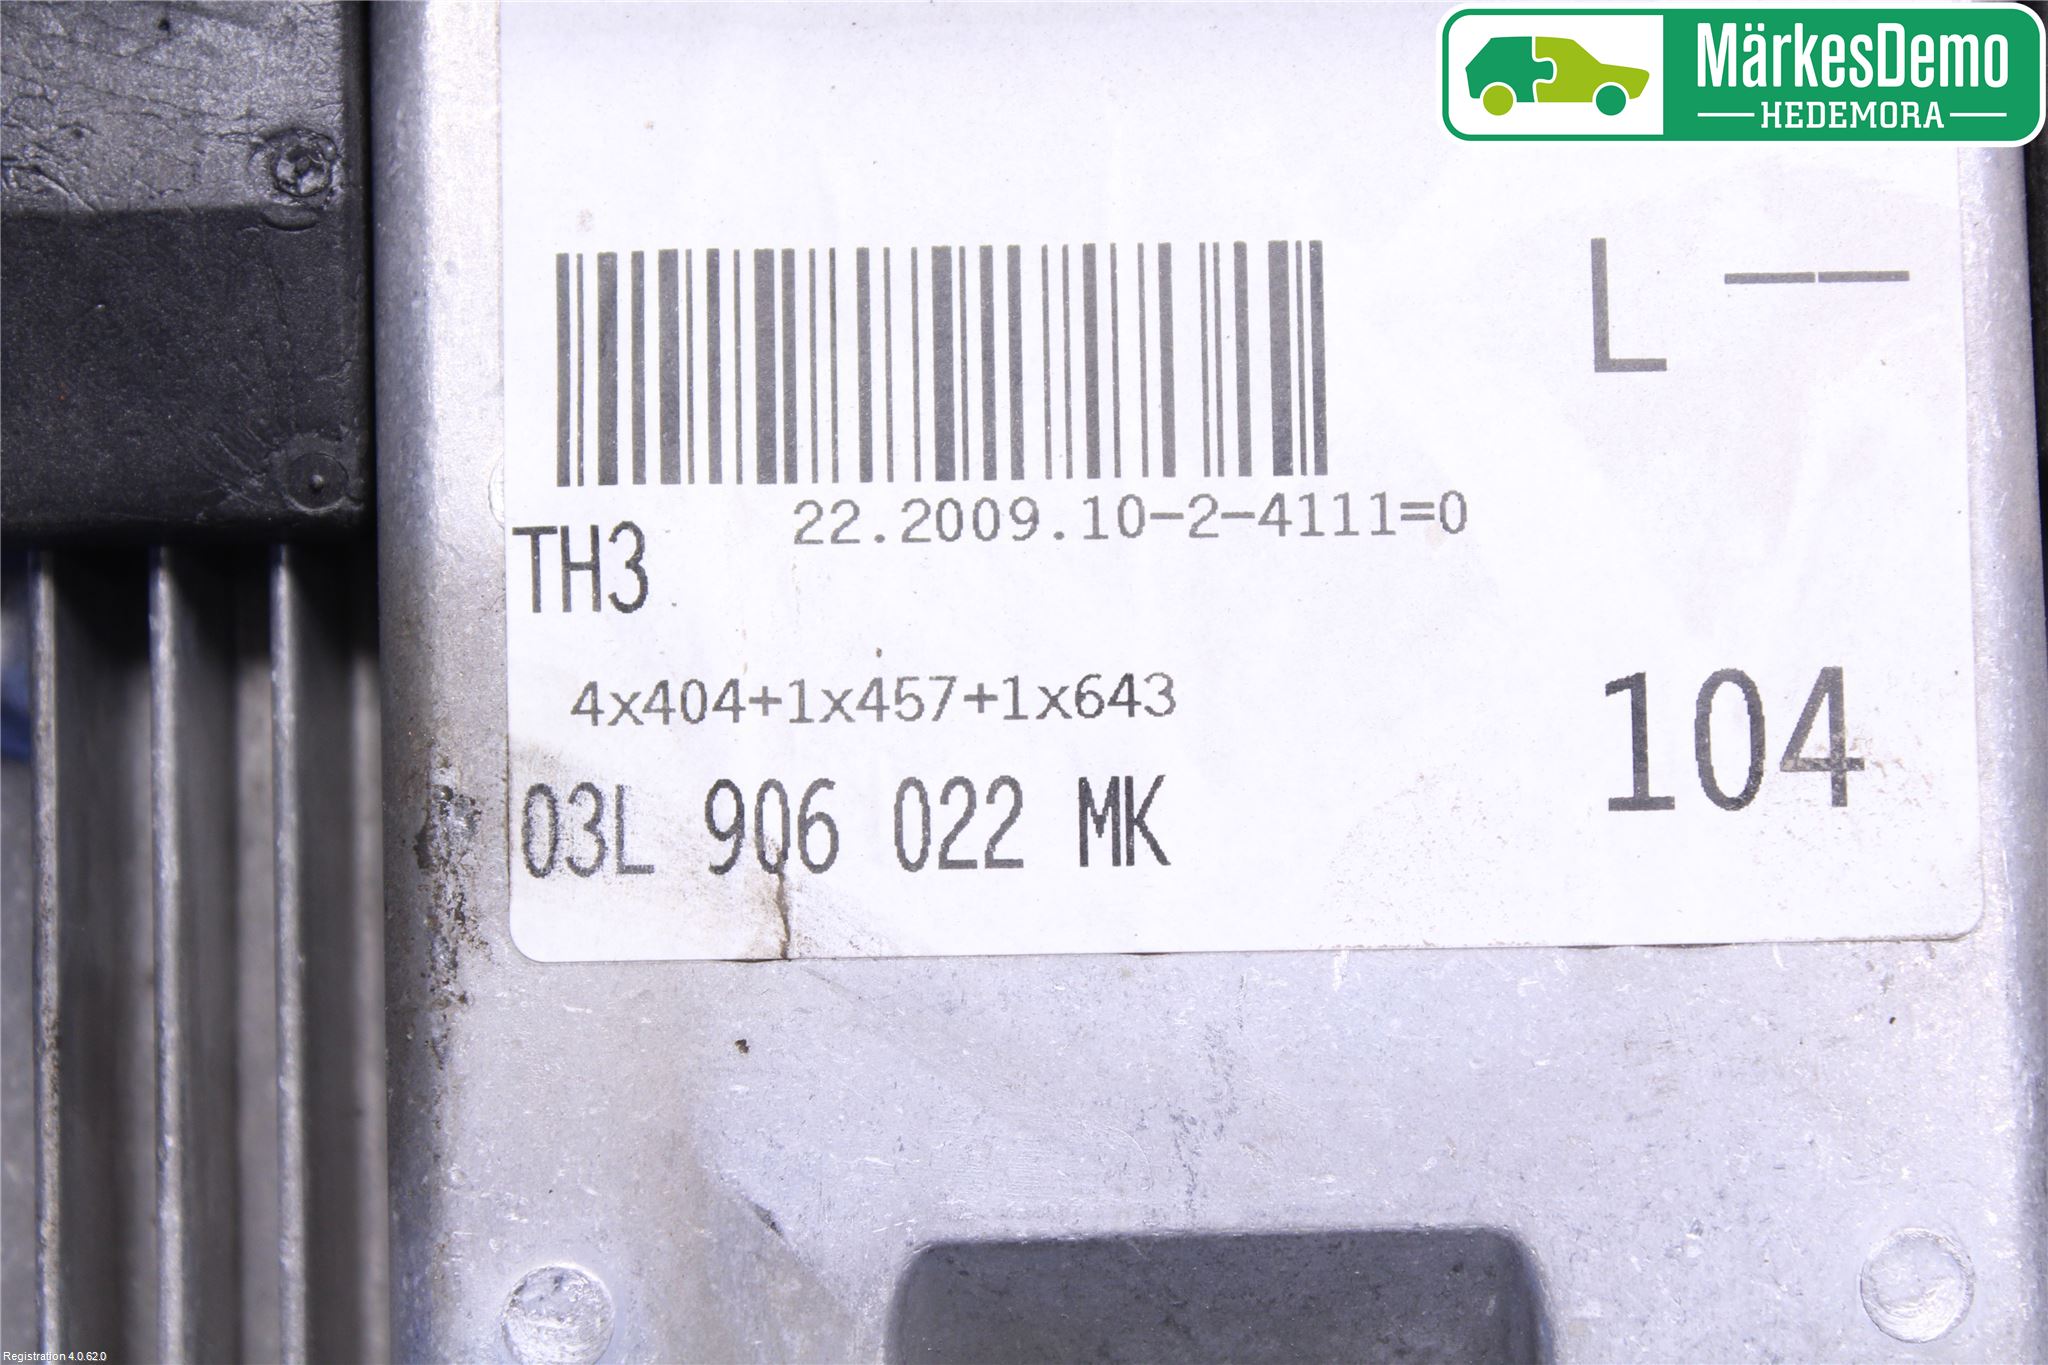 MärkesDemo
HEDEMORA
L --
22.2009.10-2-4111=0
TH3
4x404+1x457+1x643
104
03L 906 022 MK
Registration 4.0.62.0